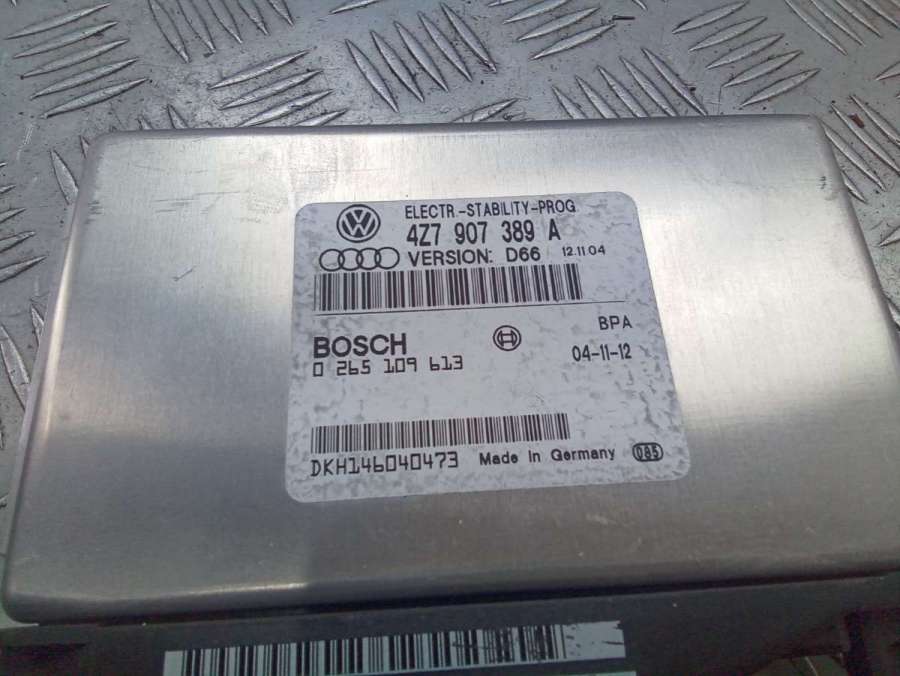 ELECTR.-STABILITY-PROG
4Z7 907 389 A
VERSION: D66 12.11.04
BPA
BOSCH
04-11-12
0 265 109 613
DKH146040473 Made in Germany 085